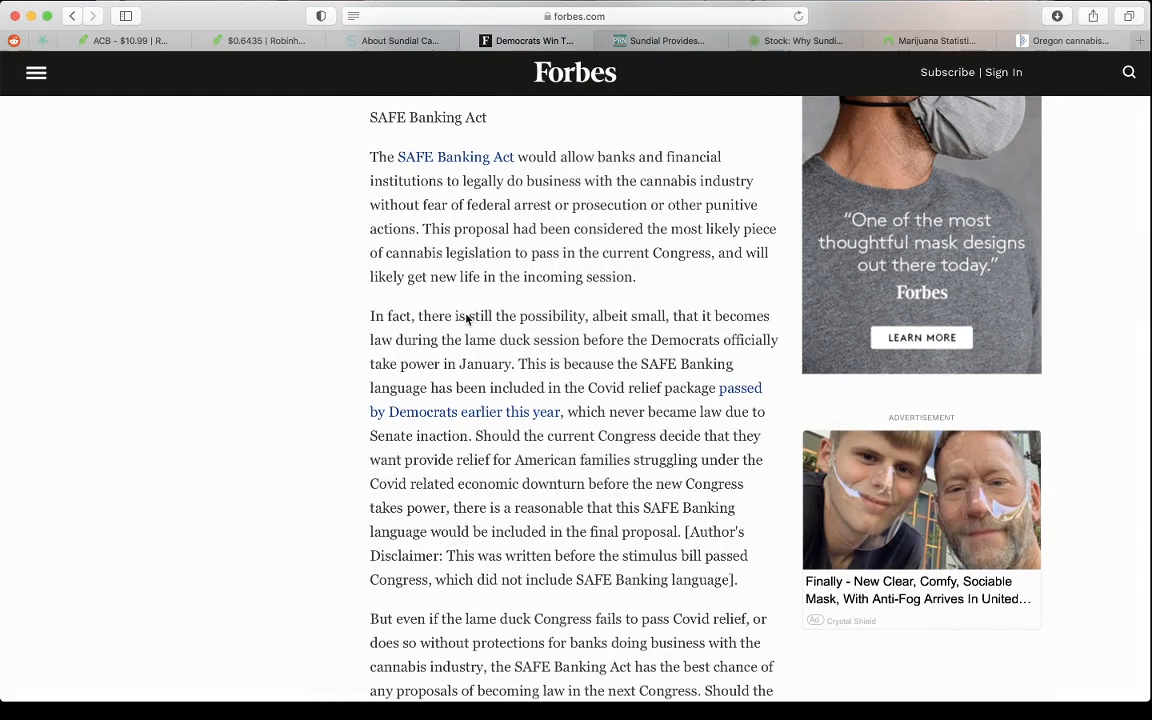 forbes.com
ACB - $10.99 | R...
$0.6435 | Robinh...
About Sundial Ca...
Democrats Win T...
Sundial Provides...
Stock: Why Sundi...
Marijuana Statisti...
Oregon cannabis...
Forbes
Subscribe | Sign In
SAFE Banking Act
The SAFE Banking Act would allow banks and financial
institutions to legally do business with the cannabis industry
without fear of federal arrest or prosecution or other punitive
actions. This proposal had been considered the most likely piece
of cannabis legislation to pass in the current Congress, and will
likely get new life in the incoming session.
In fact, there is still the possibility, albeit small, that it becomes
law during the lame duck session before the Democrats officially
take power in January. This is because the SAFE Banking
language has been included in the Covid relief package passed
by Democrats earlier this year, which never became law due to
Senate inaction. Should the current Congress decide that they
want provide relief for American families struggling under the
Covid related economic downturn before the new Congress
takes power, there is a reasonable that this SAFE Banking
language would be included in the final proposal. [Author's
Disclaimer: This was written before the stimulus bill passed
Congress, which did not include SAFE Banking language].
But even if the lame duck Congress fails to pass Covid relief, or
does so without protections for banks doing business with the
cannabis industry, the SAFE Banking Act has the best chance of
any proposals of becoming law in the next Congress. Should the
“One of the most
thoughtful mask designs
out there today.”
Forbes
LEARN MORE
ADVERTISEMENT
Finally - New Clear, Comfy, Sociable
Mask, With Anti-Fog Arrives In United...
Ad Crystal Shield